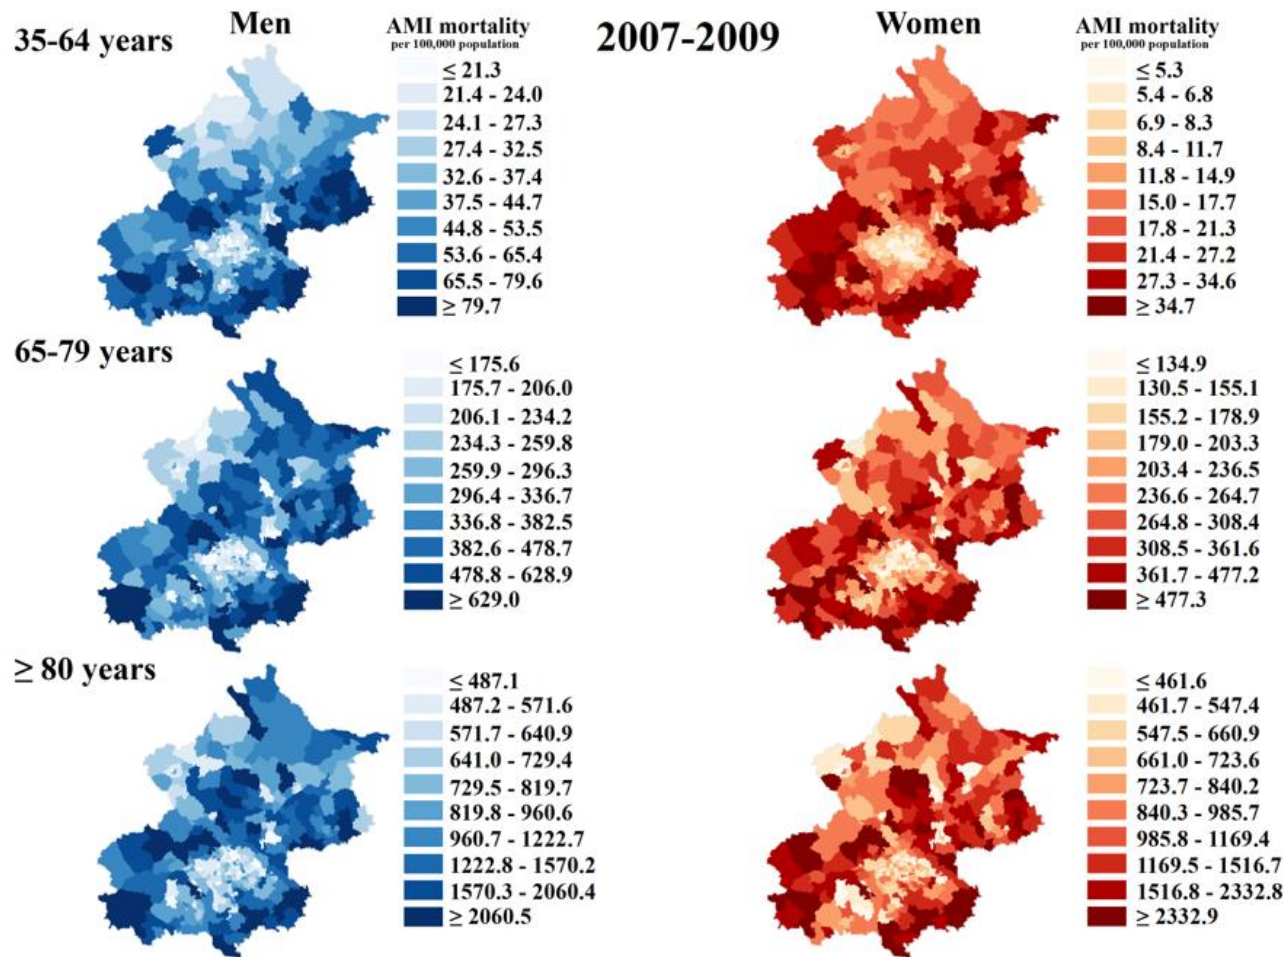 Men
AMI mortality
per 100,000 population
2007-2009
Women
AMI mortality
per 100,000 population
35-64 years
≤ 21.3
21.4 - 24.0
24.1 - 27.3
27.4 - 32.5
32.6 - 37.4
37.5 - 44.7
44.8 - 53.5
53.6 - 65.4
65.5 - 79.6
≥ 79.7
≤ 5.3
5.4 - 6.8
6.9 - 8.3
8.4 - 11.7
11.8 - 14.9
15.0 - 17.7
17.8 - 21.3
21.4 - 27.2
27.3 - 34.6
≥ 34.7
65-79 years
≤ 175.6
175.7 - 206.0
206.1 - 234.2
234.3 - 259.8
259.9 - 296.3
296.4 - 336.7
336.8 - 382.5
382.6 - 478.7
478.8 - 628.9
≥ 629.0
≤ 134.9
130.5 - 155.1
155.2 - 178.9
179.0 - 203.3
203.4 - 236.5
236.6 - 264.7
264.8 - 308.4
308.5 - 361.6
361.7 - 477.2
≥ 477.3
≥ 80 years
≤ 487.1
487.2 - 571.6
571.7 - 640.9
641.0 - 729.4
729.5 - 819.7
819.8 - 960.6
960.7 - 1222.7
1222.8 - 1570.2
1570.3 - 2060.4
≥ 2060.5
≤ 461.6
461.7 - 547.4
547.5 - 660.9
661.0 - 723.6
723.7 - 840.2
840.3 - 985.7
985.8 - 1169.4
1169.5 - 1516.7
1516.8 - 2332.8
≥ 2332.9